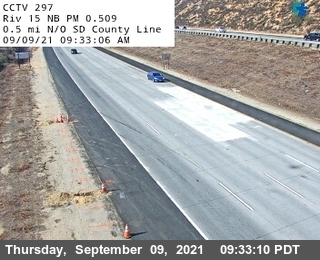 CCTV 297
Riv 15 NB PM 0.509
0.5 mi N/O SD County Line
09/09/21 09:33:06 AM
Thursday, September 09, 2021 09:33:10 PDT